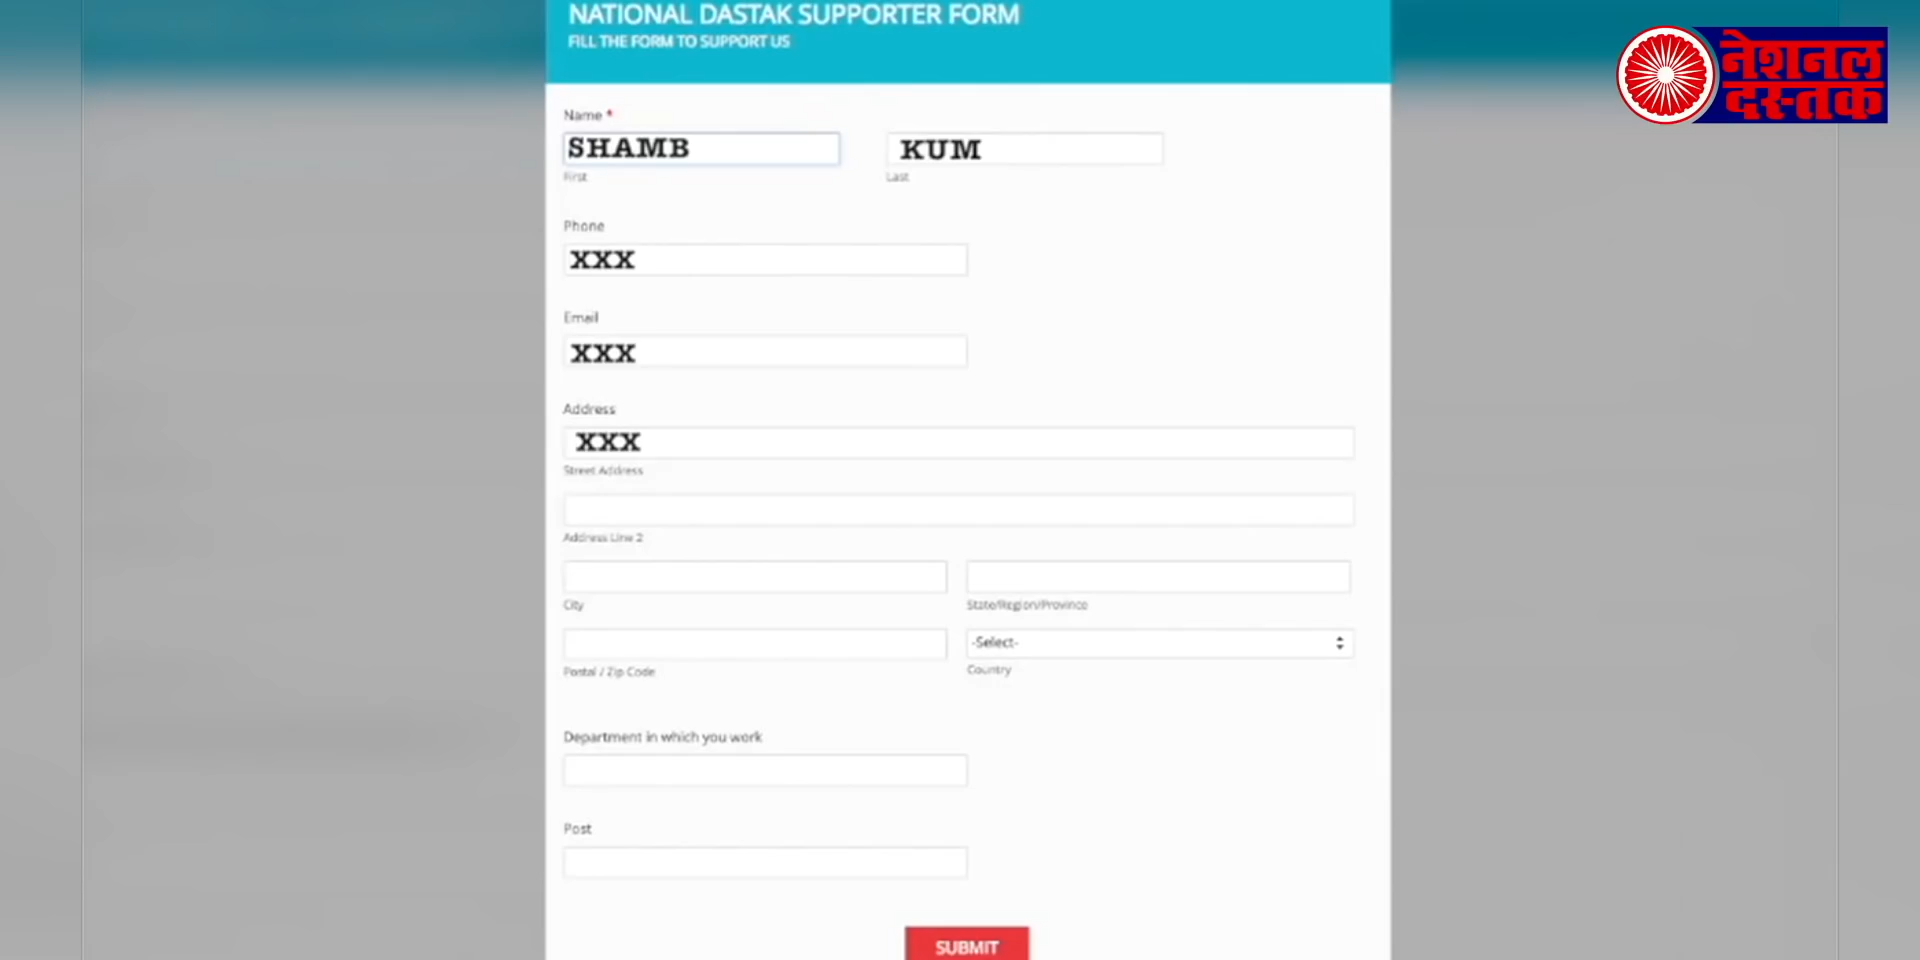 NATIONAL DASTAK SUPPORTER FORM
FILL THE FORM TO SUPPORT US
नेशनल
दस्तक
Name *
SHAMB KUM
First Last
Phone
XXX
Email
XXX
Address
XXX
Street Address
Address Line 2
City State/Region/Province
-Select-
Postal / Zip Code Country
Department in which you work
Post
SUBMIT